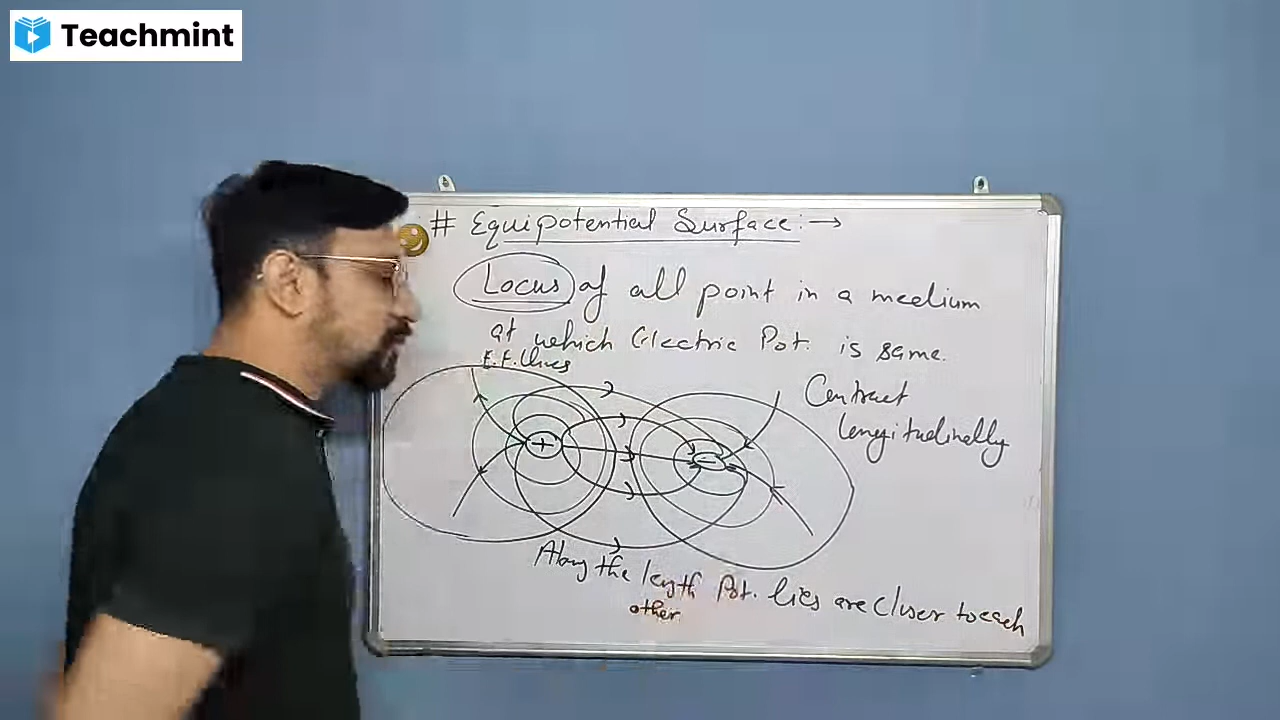 Teachmint
# Equipotential Surface:→
Locus of all point in a medium
at which Electric Pot. is same.
E.F. lines
Contract
longitudinally
+
-
Along the length Pot. lies are closer to each
other